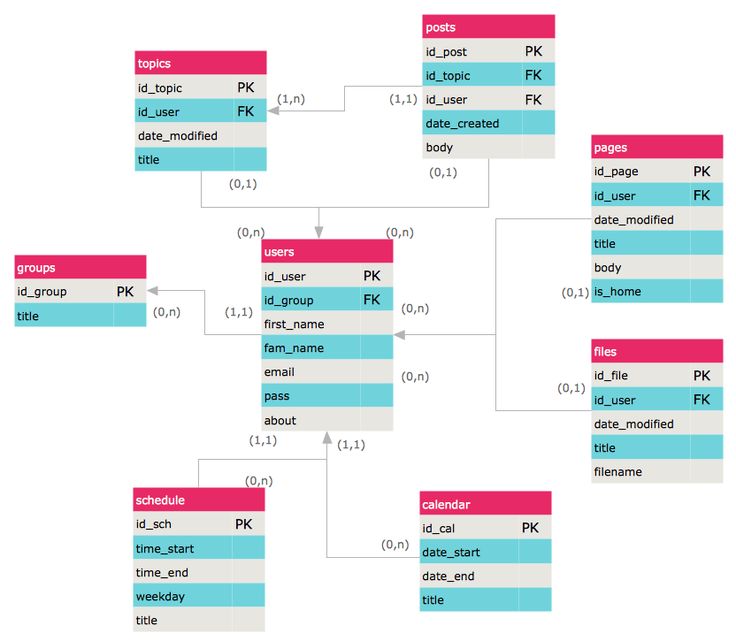 posts
id_post PK
id_topic FK
id_user FK
date_created
body
topics
id_topic PK
id_user FK
date_modified
title
(1,n)
(1,1)
(0,1)
(0,1)
(0,n)
(0,n)
pages
id_page PK
id_user FK
date_modified
title
body
is_home
(0,1)
groups
id_group PK
title
(0,n)
(1,1)
users
id_user PK
id_group FK
first_name
fam_name
email
pass
about
(0,n)
(0,n)
files
id_file PK
id_user FK
date_modified
title
filename
(0,1)
(1,1)
(1,1)
(0,n)
schedule
id_sch PK
time_start
time_end
weekday
title
calendar
id_cal PK
date_start
date_end
title
(0,n)